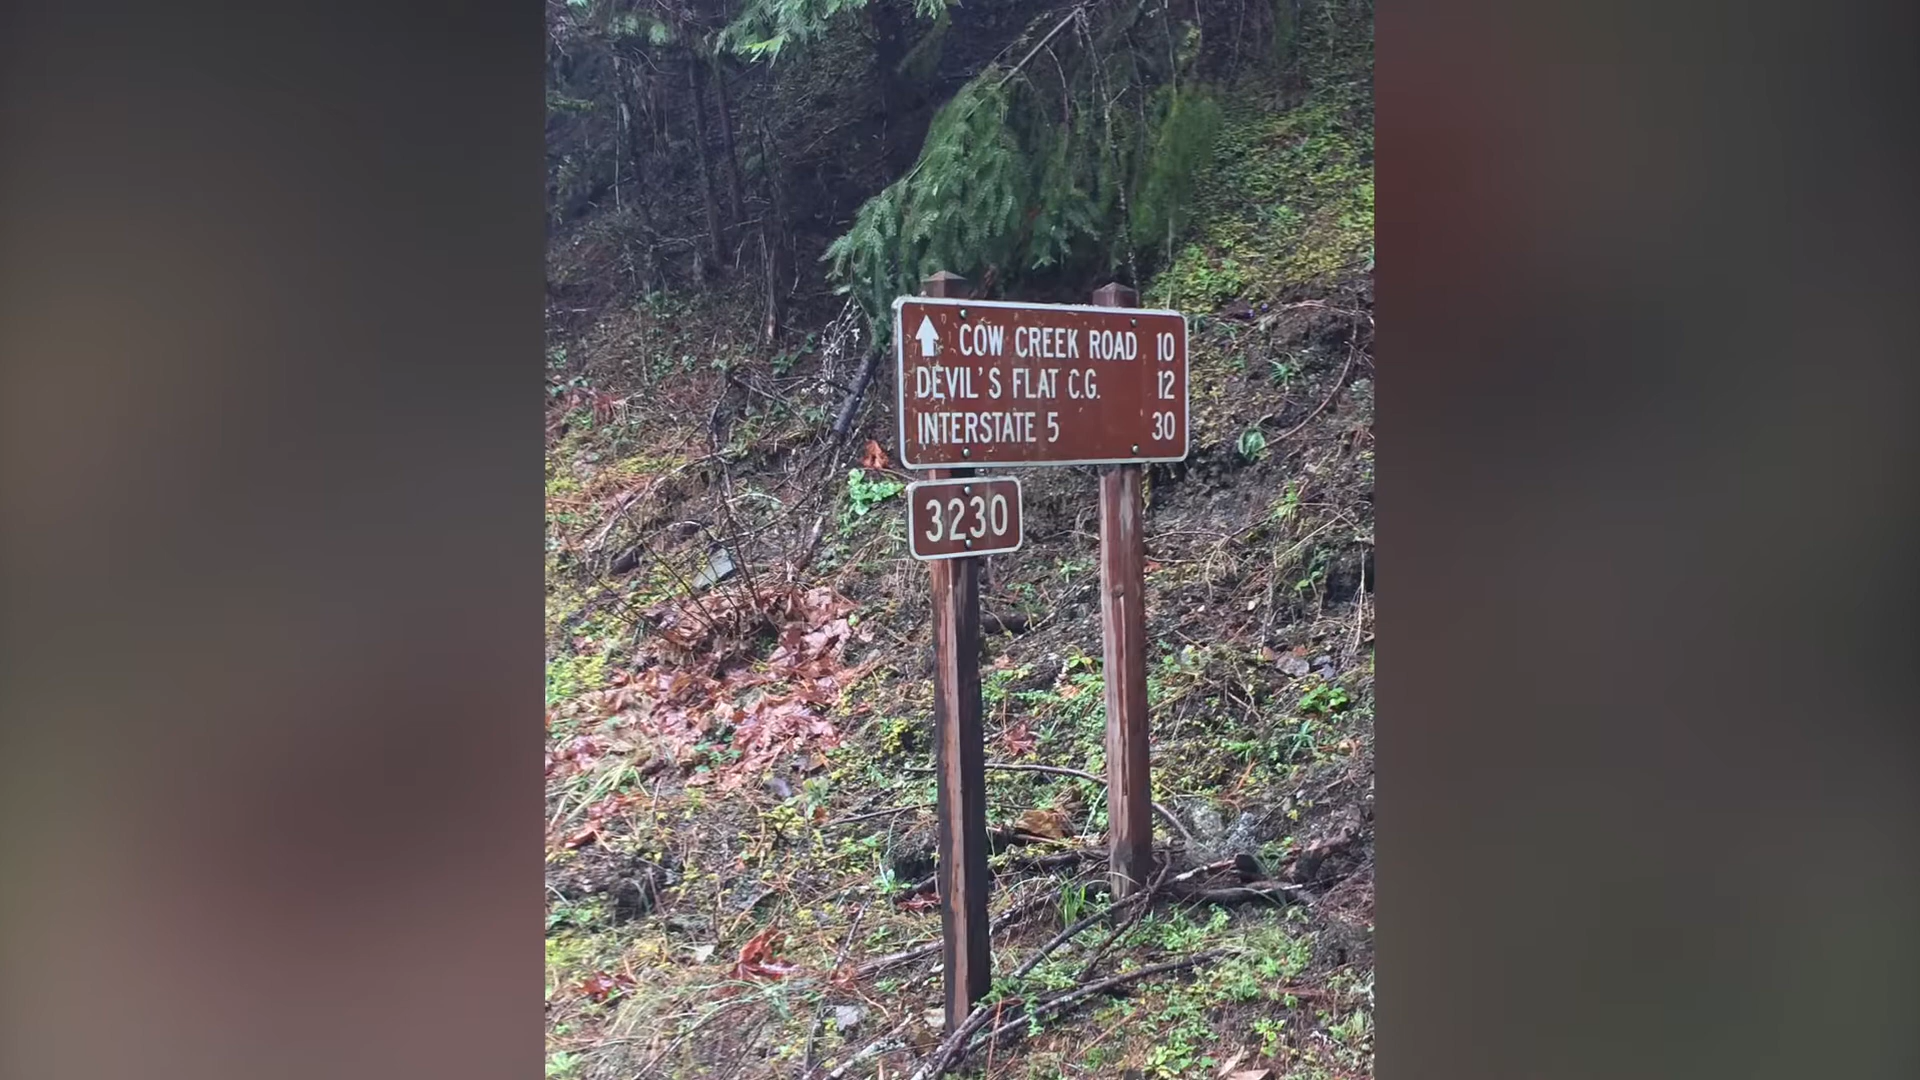 COW CREEK ROAD 10
DEVIL'S FLAT C.G. 12
INTERSTATE 5 30
3230